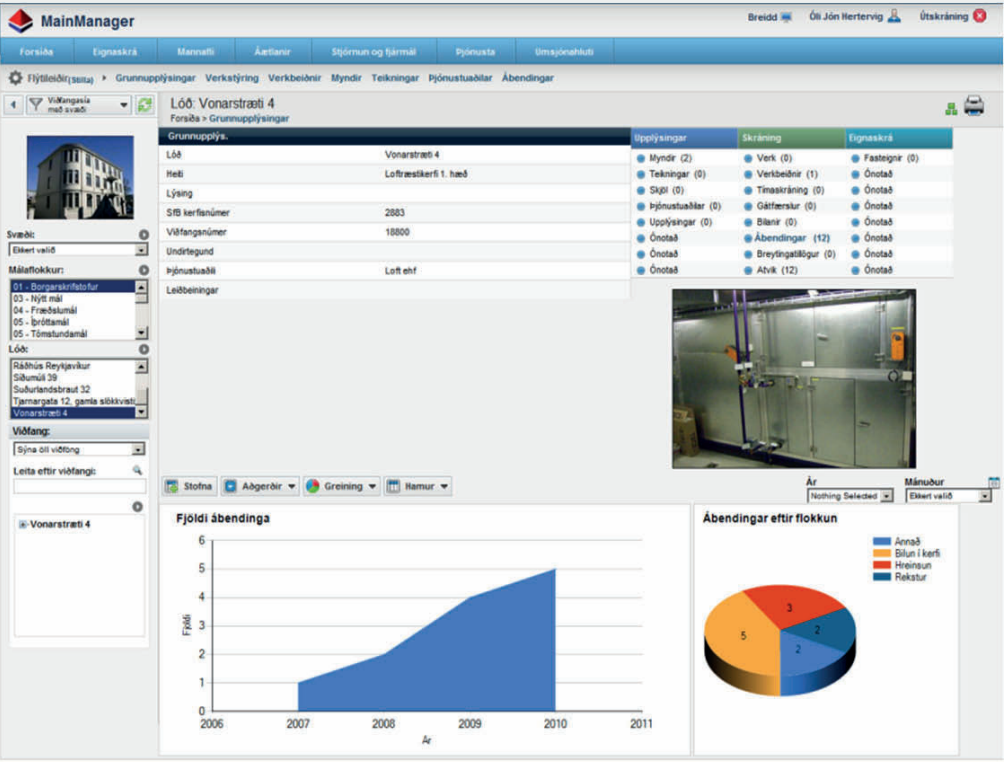 MainManager
Breidd Óli Jón Hertervig Útskráning
Forsíða Eignaskrá Mannafli Áætlanir Stjórnun og fjármál Þjónusta Umsjónahluti
Flýtileiðir(Stilla) Grunnupplýsingar Verkstýring Verkbeiðnir Myndir Teikningar Þjónustuaðilar Ábendingar
Viðfangasía
með svæði
Lóð: Vonarstræti 4
Forsíða > Grunnupplýsingar
Grunnupplýs.
Lóð Vonarstræti 4
Heiti Loftræstikerfi 1. hæð
Lýsing
SfB kerfisnúmer 2883
Viðfangsnúmer 18800
Undirtegund
Þjónustuaðili Loft ehf
Leiðbeiningar
Upplýsingar Skráning Eignaskrá
Myndir (2) Verk (0) Fasteignir (0)
Teikningar (0) Verkbeiðnir (1) Ónotað
Skjöl (0) Tímaskráning (0) Ónotað
Þjónustuaðilar (0) Gátfærslur (0) Ónotað
Upplýsingar (0) Bilanir (0) Ónotað
Ónotað Ábendingar (12) Ónotað
Ónotað Breytingatillögur (0) Ónotað
Ónotað Atvik (12) Ónotað
Svæði:
Ekkert valið
Málaflokkur:
01 - Borgarskrifstofur
03 - Nýtt mál
04 - Fræðslumál
05 - Íþróttamál
05 - Tómstundamál
Lóð:
Ráðhús Reykjavíkur
Síðumúli 39
Suðurlandsbraut 32
Tjarnargata 12, gamla slökkvisti
Vonarstræti 4
Viðfang:
Sýna öll viðföng
Leita eftir viðfangi:
Vonarstræti 4
Stofna Aðgerðir Greining Hamur
Ár Mánuður
Nothing Selected Ekkert valið
Fjöldi ábendinga
Fjöldi
6
5
4
3
2
1
0
2006 2007 2008 2009 2010 2011
Ár
Ábendingar eftir flokkun
Annað
Bilun í kerfi
Hreinsun
Rekstur
3
5
2
2